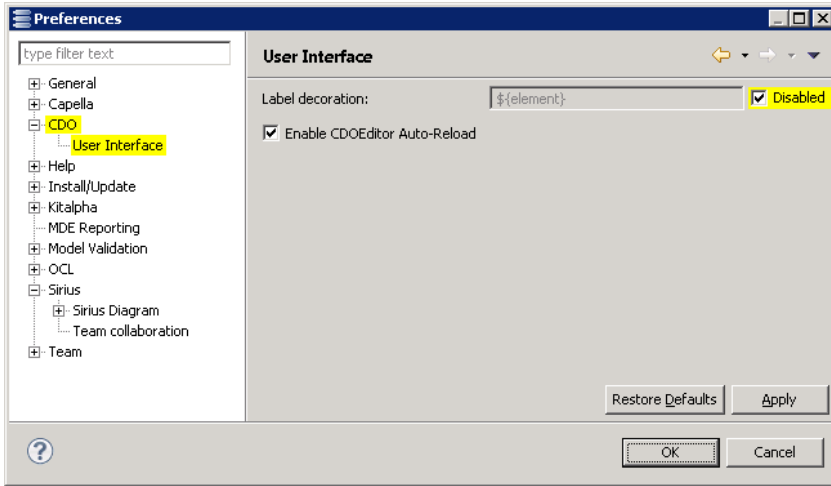 Preferences
type filter text
General
Capella
CDO
User Interface
Help
Install/Update
Kitalpha
MDE Reporting
Model Validation
OCL
Sirius
Sirius Diagram
Team collaboration
Team
User Interface
Label decoration: ${element} Disabled
Enable CDOEditor Auto-Reload
Restore Defaults Apply
? OK Cancel